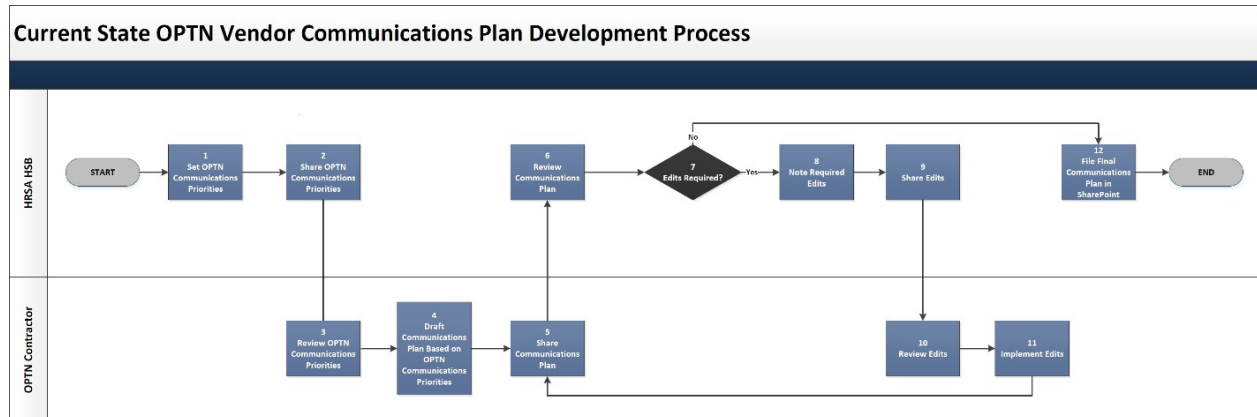 Current State OPTN Vendor Communications Plan Development Process
HRSA HSB
START
1
Set OPTN
Communications
Priorities
2
Share OPTN
Communications
Priorities
6
Review
Communications
Plan
7
Edits Required?
No
Yes
8
Note Required
Edits
9
Share Edits
12
File Final
Communications
Plan in
SharePoint
END
OPTN Contractor
3
Review OPTN
Communications
Priorities
4
Draft
Communications
Plan Based on
OPTN
Communications
Priorities
5
Share
Communications
Plan
10
Review Edits
11
Implement Edits